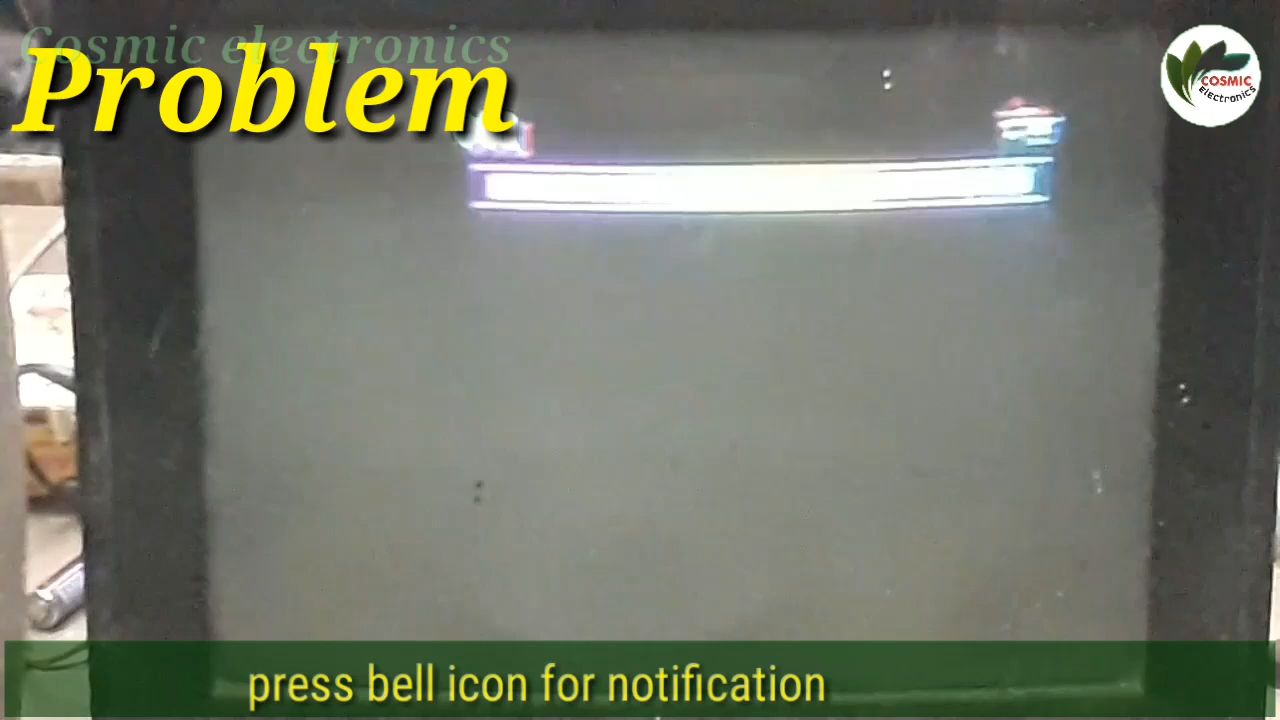 Cosmic electronics
Problem
COSMIC
Electronics
press bell icon for notification